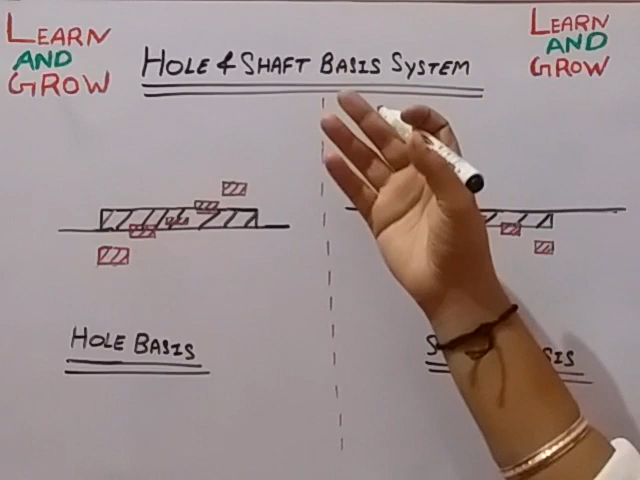 LEARN
AND
GROW
HOLE & SHAFT BASIS SYSTEM
LEARN
AND
GROW
HOLE BASIS